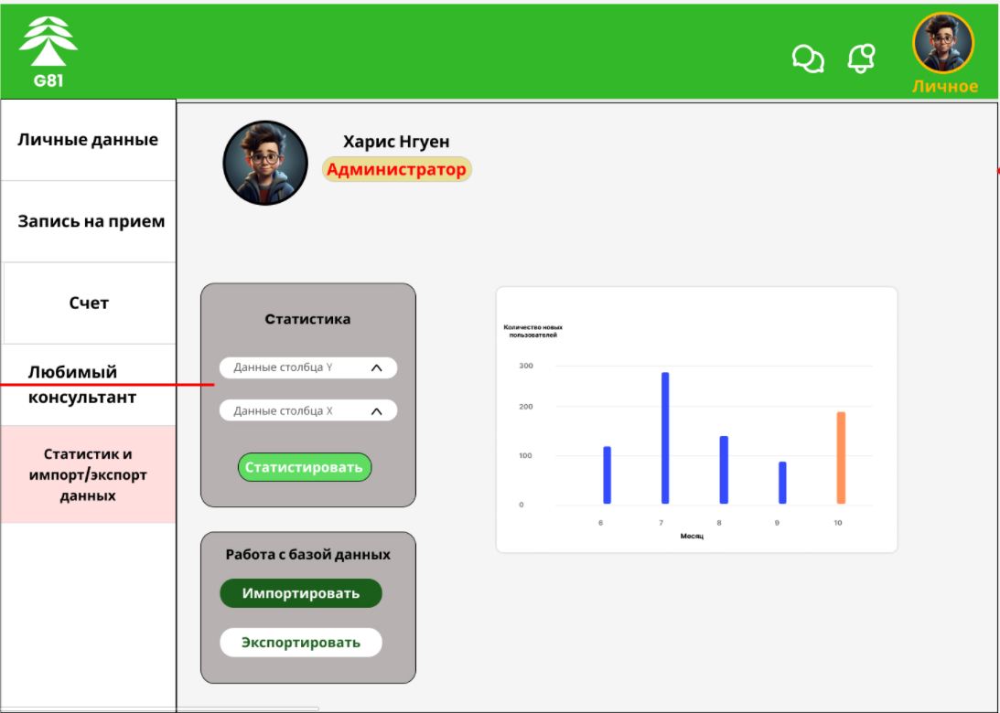 G81
Личное
Личные данные
Запись на прием
Счет
Любимый
консультант
Статистик и
импорт/экспорт
данных
Харис Нгуен
Администратор
Статистика
Данные столбца Y
Данные столбца X
Статистировать
Работа с базой данных
Импортировать
Экспортировать
Количество новых
пользователей
300
200
100
0
6 7 8 9 10
Месяц